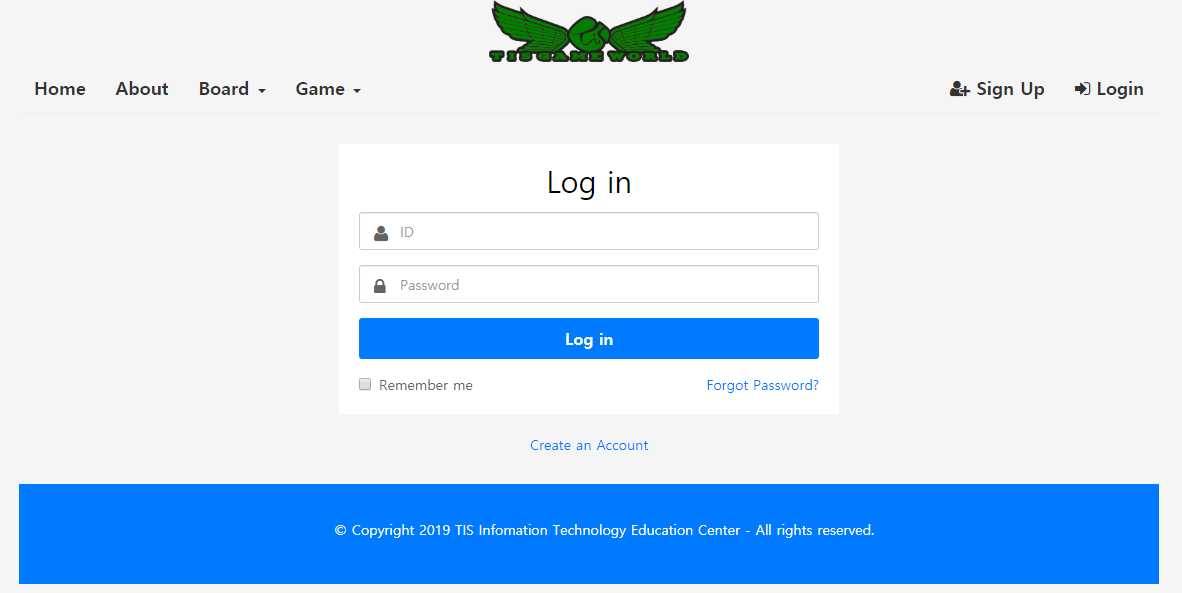 TIS GAME WORLD
Home About Board Game Sign Up Login
Log in
ID
Password
Log in
Remember me Forgot Password?
Create an Account
© Copyright 2019 TIS Infomation Technology Education Center - All rights reserved.